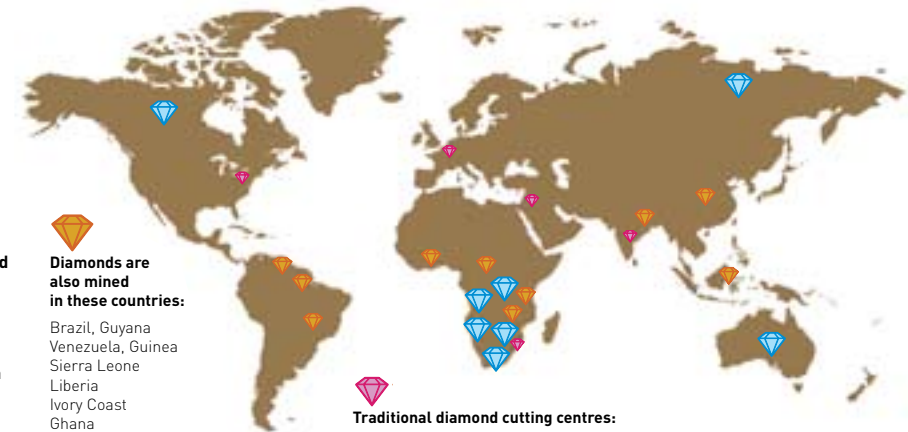 d
Diamonds are
also mined
in these countries:
Brazil, Guyana
Venezuela, Guinea
Sierra Leone
Liberia
Ivory Coast
Ghana
Traditional diamond cutting centres: